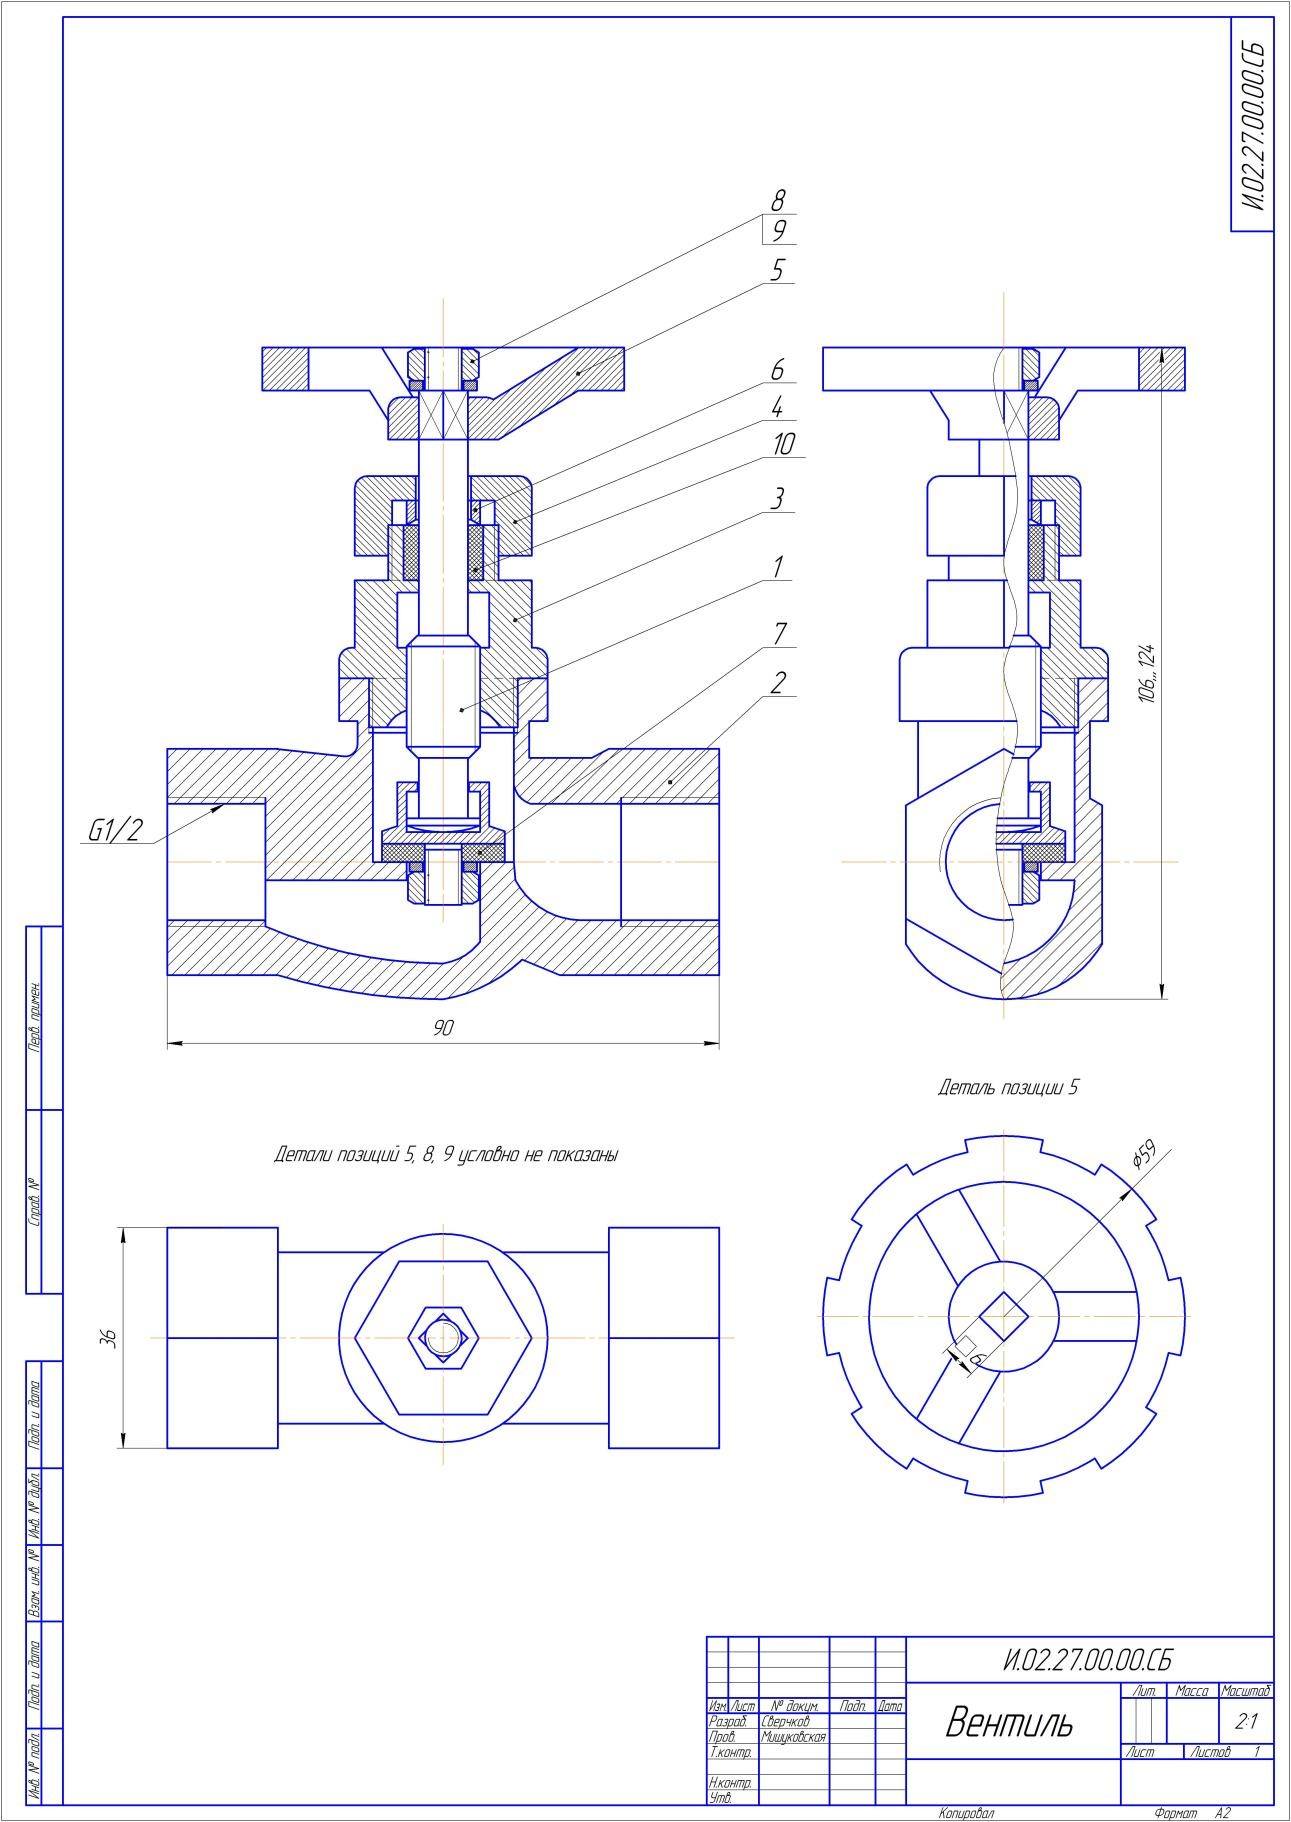 И.02.27.00.00.СБ
8
9
5
6
4
10
3
1
7
2
G1/2
106...124
90
Перв. примен.
Справ. №
Деталь позиции 5
Детали позиций 5, 8, 9 условно не показаны
⌀59
36
□6
Подп. и дата
Инв. № дубл.
Взам. инв. №
Подп. и дата
Инв. № подл.
И.02.27.00.00.СБ
Изм. Лист № докум. Подп. Дата
Разраб. Сверчков
Пров. Мишуковская
Т.контр.
Н.контр.
Утв.
Вентиль
Лит. Масса Масштаб
2:1
Лист Листов 1
Копировал Формат А2